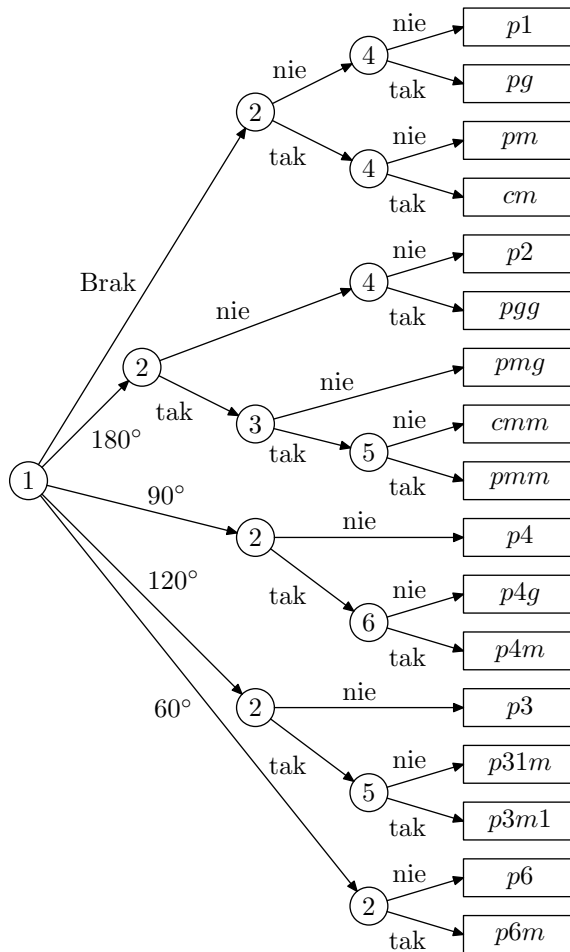 nie
p1
4
nie
tak
pg
2
tak
nie
pm
4
tak
cm
Brak
nie
p2
4
nie
tak
pgg
2
tak
nie
pmg
3
tak
nie
cmm
5
tak
pmm
180°
1
90°
nie
2
p4
tak
nie
p4g
6
tak
p4m
120°
60°
nie
2
p3
tak
nie
p31m
5
tak
p3m1
nie
p6
2
tak
p6m